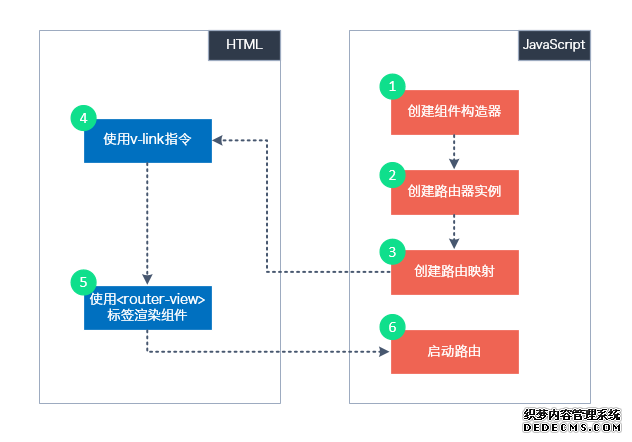 HTML
JavaScript
1
创建组件构造器
4
使用v-link指令
2
创建路由器实例
3
创建路由映射
5
使用<router-view>
标签渲染组件
6
启动路由
织梦内容管理系统
DEDECMS.COM